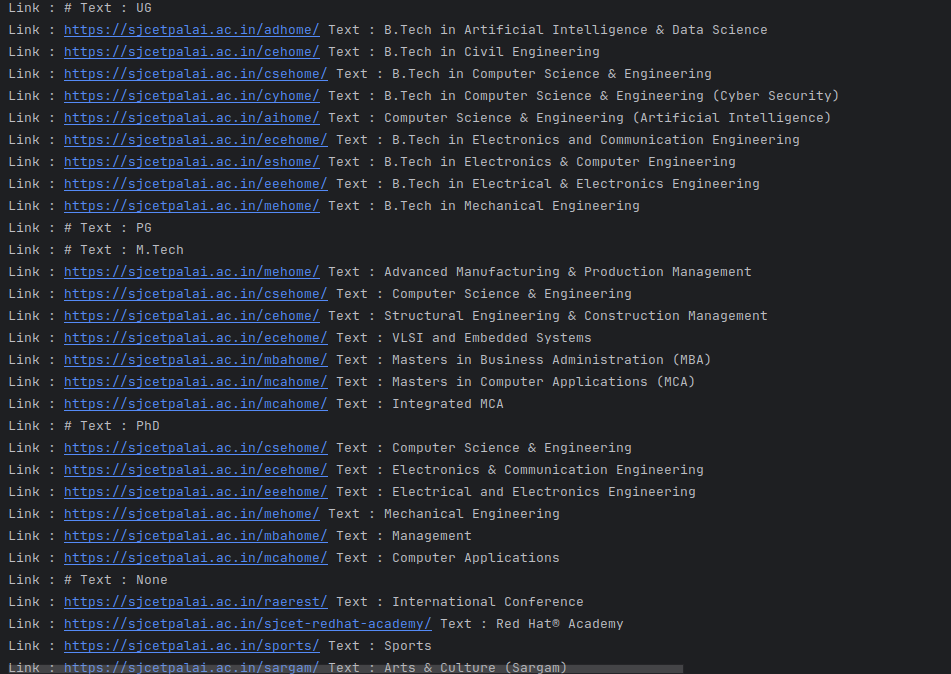 Link : # Text : UG
Link : https://sjcetpalai.ac.in/adhome/ Text : B.Tech in Artificial Intelligence & Data Science
Link : https://sjcetpalai.ac.in/cehome/ Text : B.Tech in Civil Engineering
Link : https://sjcetpalai.ac.in/csehome/ Text : B.Tech in Computer Science & Engineering
Link : https://sjcetpalai.ac.in/cyhome/ Text : B.Tech in Computer Science & Engineering (Cyber Security)
Link : https://sjcetpalai.ac.in/aihome/ Text : Computer Science & Engineering (Artificial Intelligence)
Link : https://sjcetpalai.ac.in/ecehome/ Text : B.Tech in Electronics and Communication Engineering
Link : https://sjcetpalai.ac.in/eshome/ Text : B.Tech in Electronics & Computer Engineering
Link : https://sjcetpalai.ac.in/eeehome/ Text : B.Tech in Electrical & Electronics Engineering
Link : https://sjcetpalai.ac.in/mehome/ Text : B.Tech in Mechanical Engineering
Link : # Text : PG
Link : # Text : M.Tech
Link : https://sjcetpalai.ac.in/mehome/ Text : Advanced Manufacturing & Production Management
Link : https://sjcetpalai.ac.in/csehome/ Text : Computer Science & Engineering
Link : https://sjcetpalai.ac.in/cehome/ Text : Structural Engineering & Construction Management
Link : https://sjcetpalai.ac.in/ecehome/ Text : VLSI and Embedded Systems
Link : https://sjcetpalai.ac.in/mbahome/ Text : Masters in Business Administration (MBA)
Link : https://sjcetpalai.ac.in/mcahome/ Text : Masters in Computer Applications (MCA)
Link : https://sjcetpalai.ac.in/mcahome/ Text : Integrated MCA
Link : # Text : PhD
Link : https://sjcetpalai.ac.in/csehome/ Text : Computer Science & Engineering
Link : https://sjcetpalai.ac.in/ecehome/ Text : Electronics & Communication Engineering
Link : https://sjcetpalai.ac.in/eeehome/ Text : Electrical and Electronics Engineering
Link : https://sjcetpalai.ac.in/mehome/ Text : Mechanical Engineering
Link : https://sjcetpalai.ac.in/mbahome/ Text : Management
Link : https://sjcetpalai.ac.in/mcahome/ Text : Computer Applications
Link : # Text : None
Link : https://sjcetpalai.ac.in/raerest/ Text : International Conference
Link : https://sjcetpalai.ac.in/sjcet-redhat-academy/ Text : Red Hat® Academy
Link : https://sjcetpalai.ac.in/sports/ Text : Sports
Link : https://sjcetpalai.ac.in/sargam/ Text : Arts & Culture (Sargam)